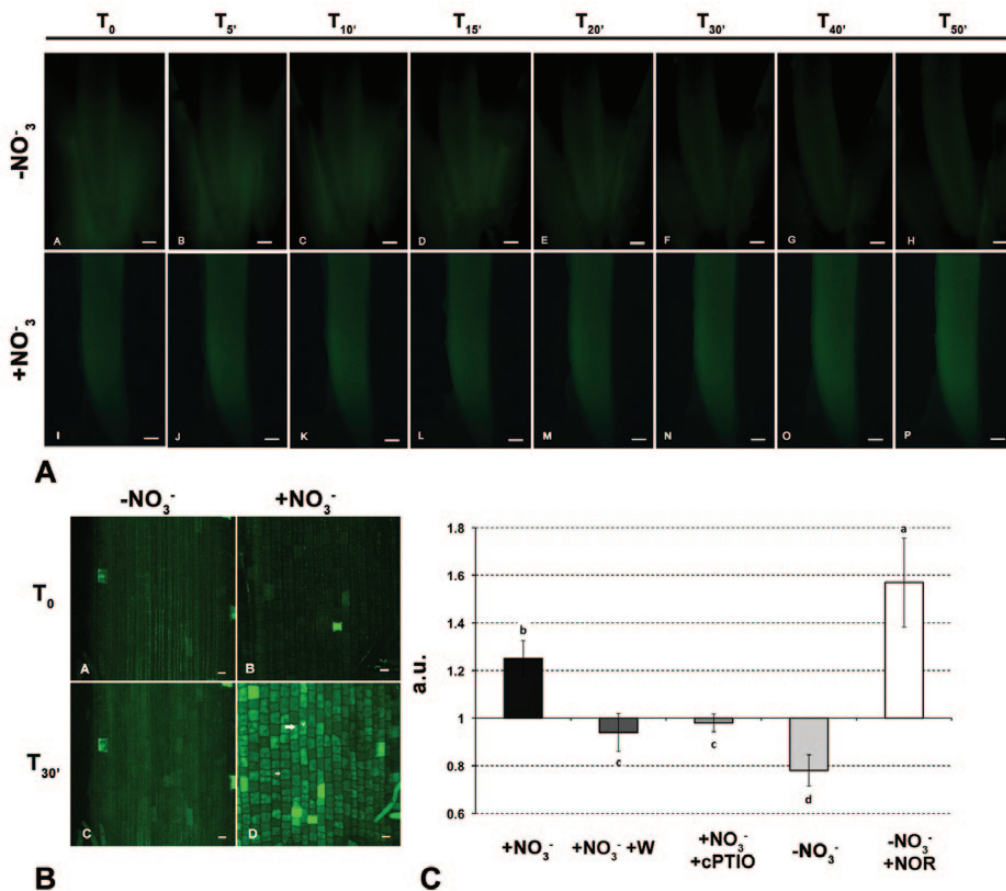 T0 T5' T10' T15' T20' T30' T40' T50'
-NO3-
A B C D E F G H
+NO3-
I J K L M N O P
A
-NO3- +NO3-
T0
A B
T30'
C D
B
1.8
1.6
1.4
1.2
1
0.8
0.6
a.u.
b
c
c
d
a
+NO3- +NO3- +W +NO3- +cPTIO -NO3- -NO3- +NOR
C